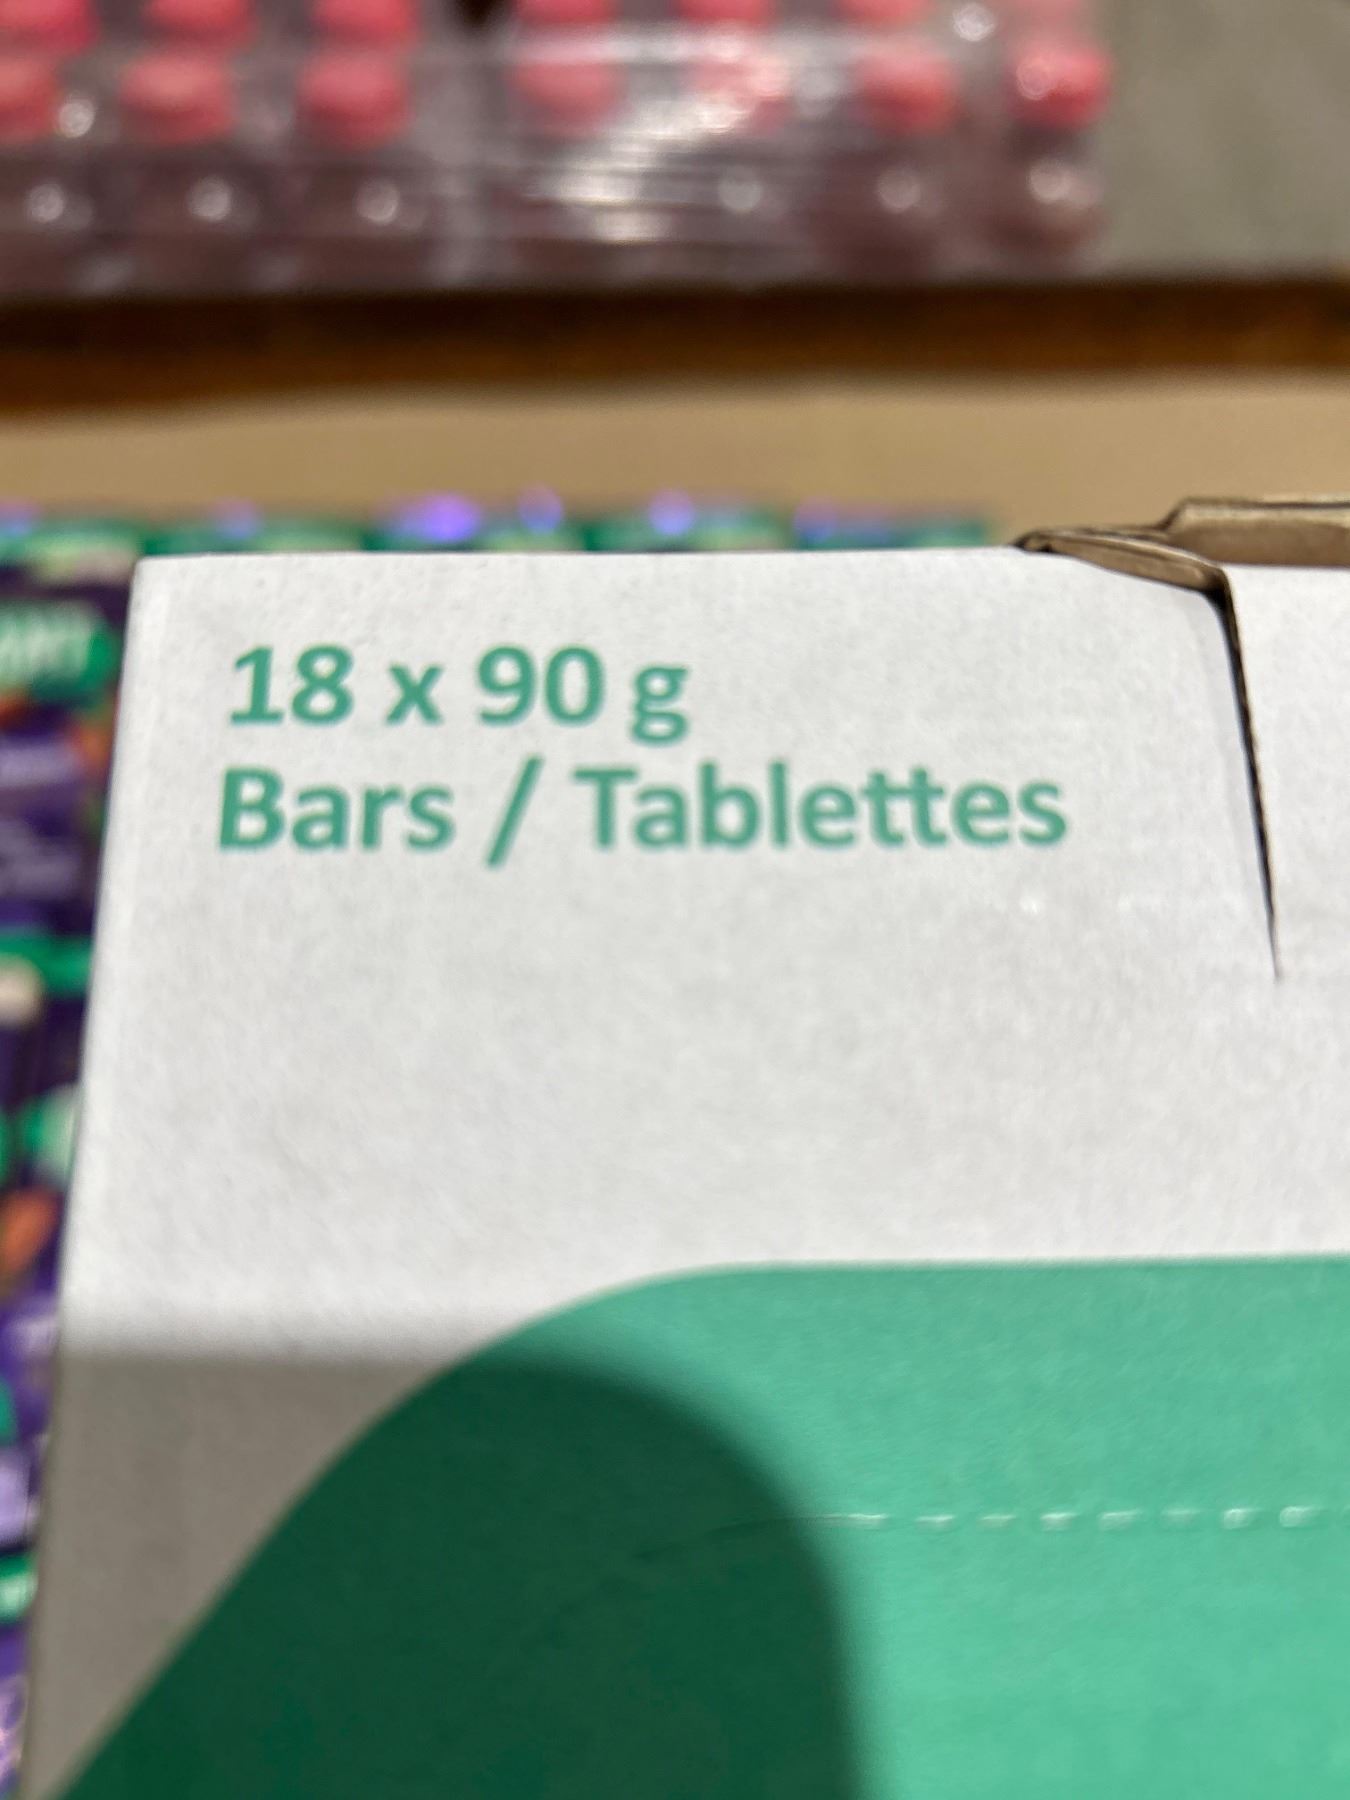 18 x 90 g
Bars / Tablettes